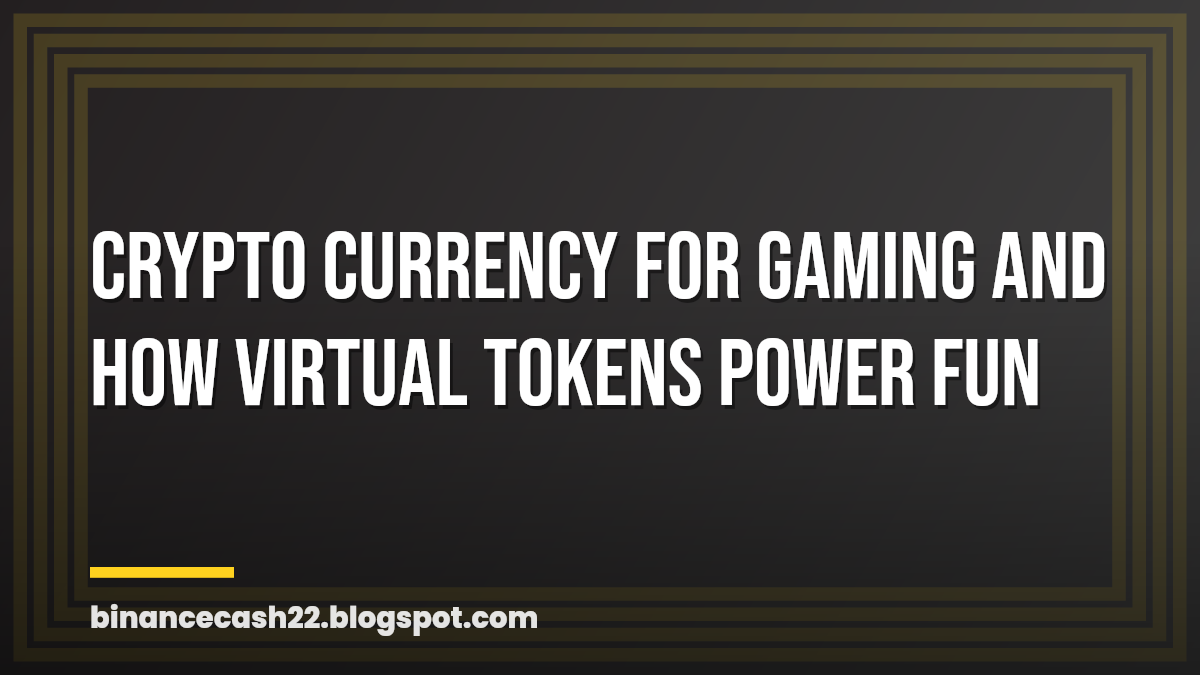 CRYPTO CURRENCY FOR GAMING AND
HOW VIRTUAL TOKENS POWER FUN
binancecash22.blogspot.com